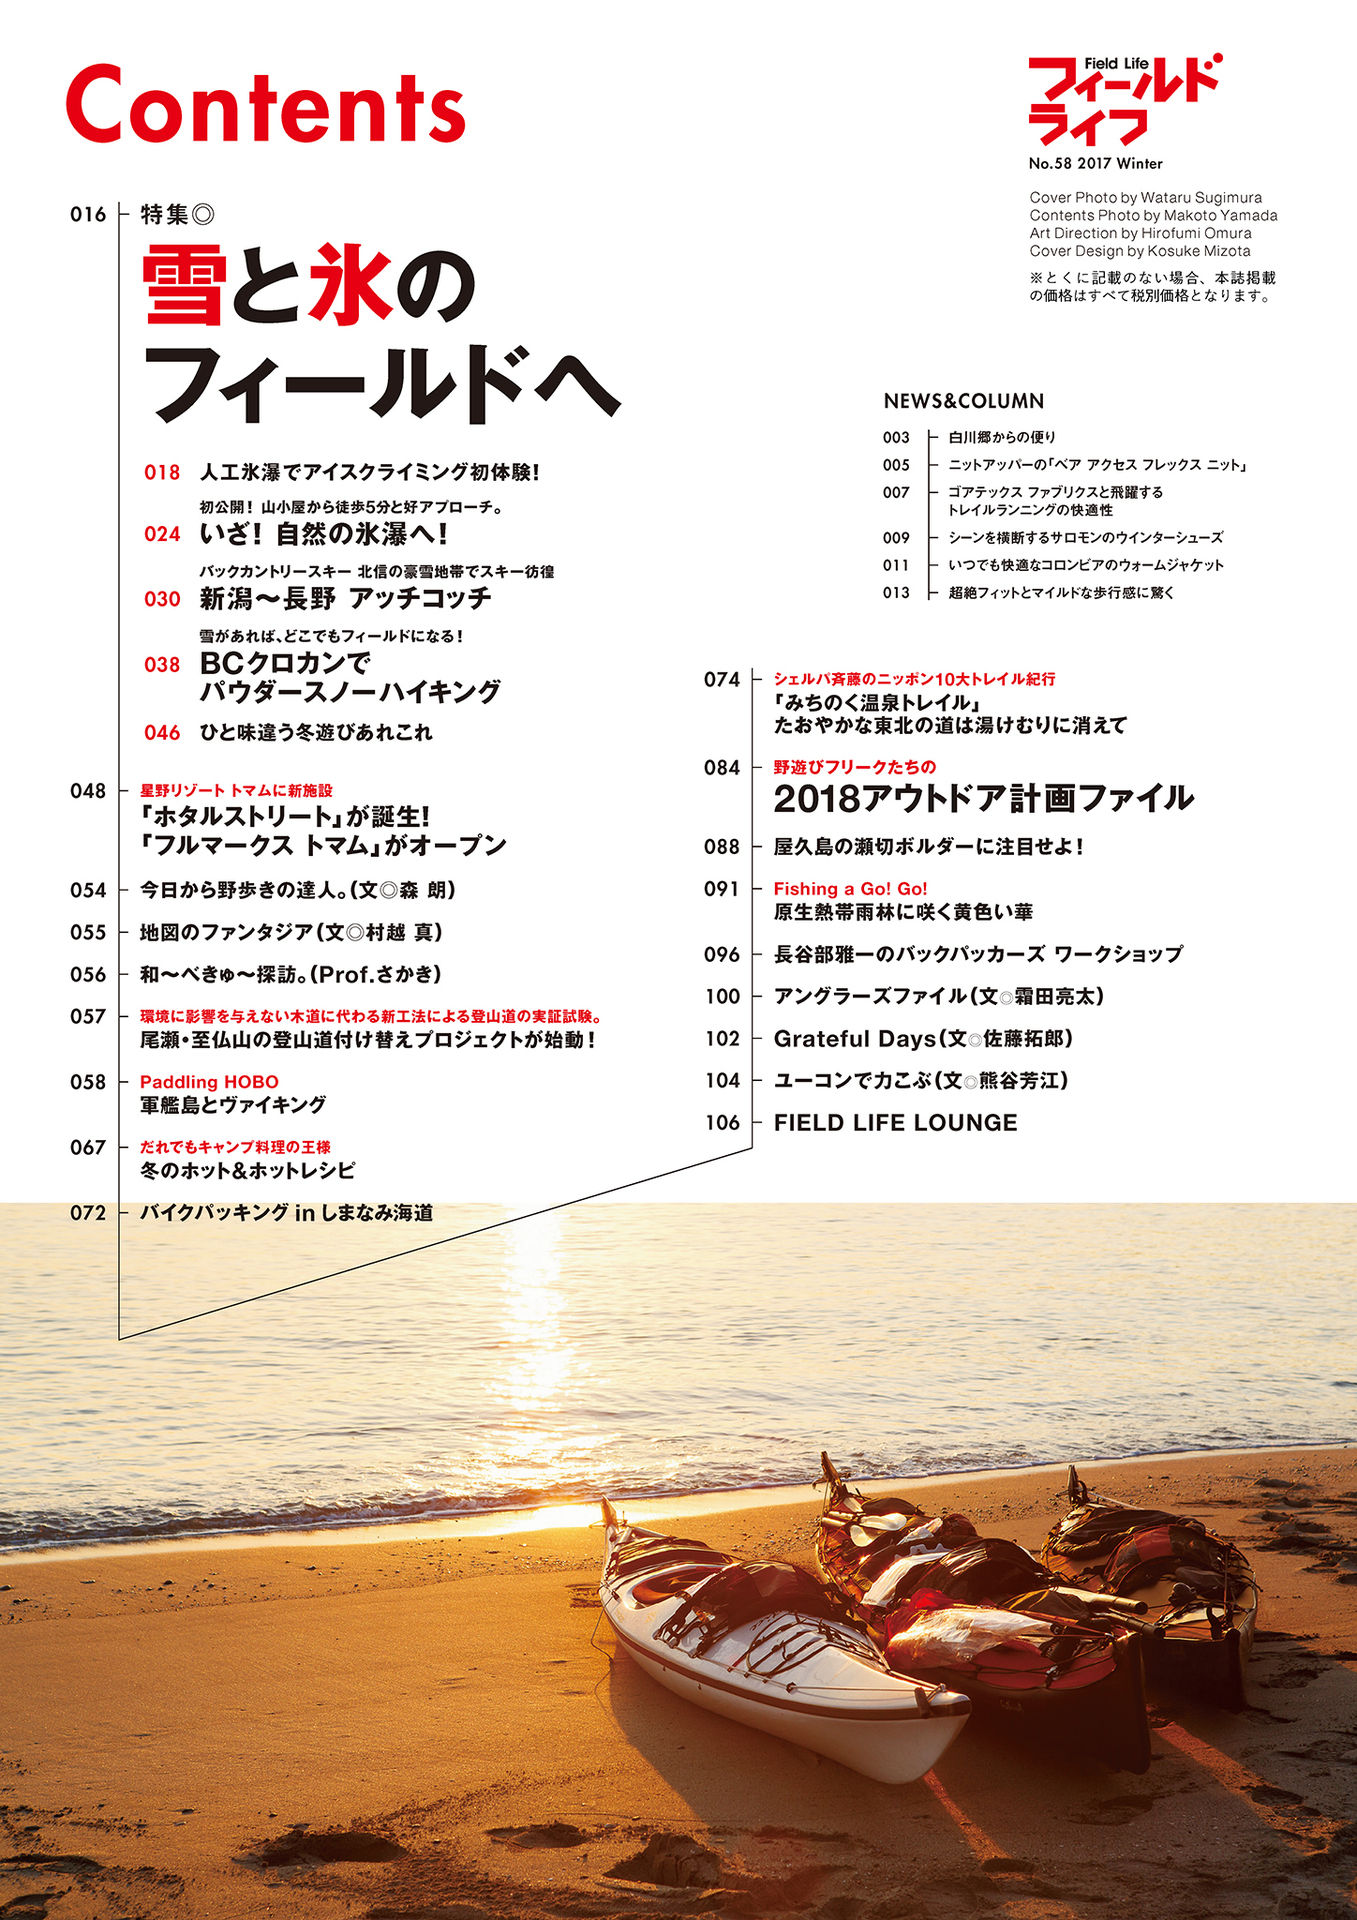 Contents
Field Life
フィールド
ライフ
No.58 2017 Winter
Cover Photo by Wataru Sugimura
Contents Photo by Makoto Yamada
Art Direction by Hirofumi Omura
Cover Design by Kosuke Mizota
※とくに記載のない場合、本誌掲載
の価格はすべて税別価格となります。
016 特集◎
雪と氷の
フィールドへ
018 人工氷瀑でアイスクライミング初体験!
初公開! 山小屋から徒歩5分と好アプローチ。
024 いざ! 自然の氷瀑へ!
バックカントリースキー 北信の豪雪地帯でスキー彷徨
030 新潟〜長野 アッチコッチ
雪があれば、どこでもフィールドになる!
038 BCクロカンで
パウダースノーハイキング
046 ひと味違う冬遊びあれこれ
048 星野リゾート トマムに新施設
「ホタルストリート」が誕生!
「フルマークス トマム」がオープン
054 今日から野歩きの達人。(文◎森 朗)
055 地図のファンタジア(文◎村越 真)
056 和〜べきゅ〜探訪。(Prof.さかき)
057 環境に影響を与えない木道に代わる新工法による登山道の実証試験。
尾瀬・至仏山の登山道付け替えプロジェクトが始動!
058 Paddling HOBO
軍艦島とヴァイキング
067 だれでもキャンプ料理の王様
冬のホット&ホットレシピ
072 バイクパッキング in しまなみ海道
NEWS&COLUMN
003 白川郷からの便り
005 ニットアッパーの「ベア アクセス フレックス ニット」
007 ゴアテックス ファブリクスと飛躍する
トレイルランニングの快適性
009 シーンを横断するサロモンのウインターシューズ
011 いつでも快適なコロンビアのウォームジャケット
013 超絶フィットとマイルドな歩行感に驚く
074 シェルパ斉藤のニッポン10大トレイル紀行
「みちのく温泉トレイル」
たおやかな東北の道は湯けむりに消えて
084 野遊びフリークたちの
2018アウトドア計画ファイル
088 屋久島の瀬切ボルダーに注目せよ!
091 Fishing a Go! Go!
原生熱帯雨林に咲く黄色い華
096 長谷部雅一のバックパッカーズ ワークショップ
100 アングラーズファイル(文◎霜田亮太)
102 Grateful Days(文◎佐藤拓郎)
104 ユーコンで力こぶ(文◎熊谷芳江)
106 FIELD LIFE LOUNGE